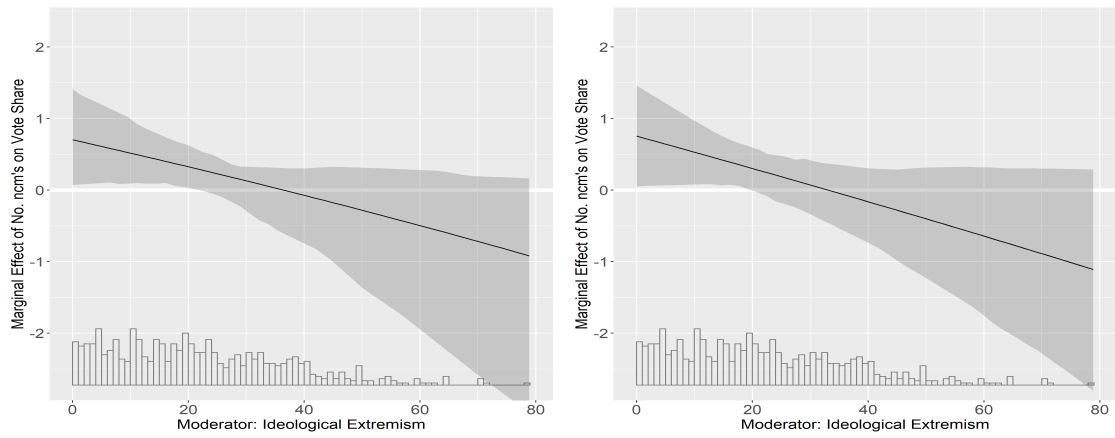 Marginal Effect of No. ncm's on Vote Share
2
1
0
-1
-2
0 20 40 60 80
Moderator: Ideological Extremism
Marginal Effect of No. ncm's on Vote Share
2
1
0
-1
-2
0 20 40 60 80
Moderator: Ideological Extremism